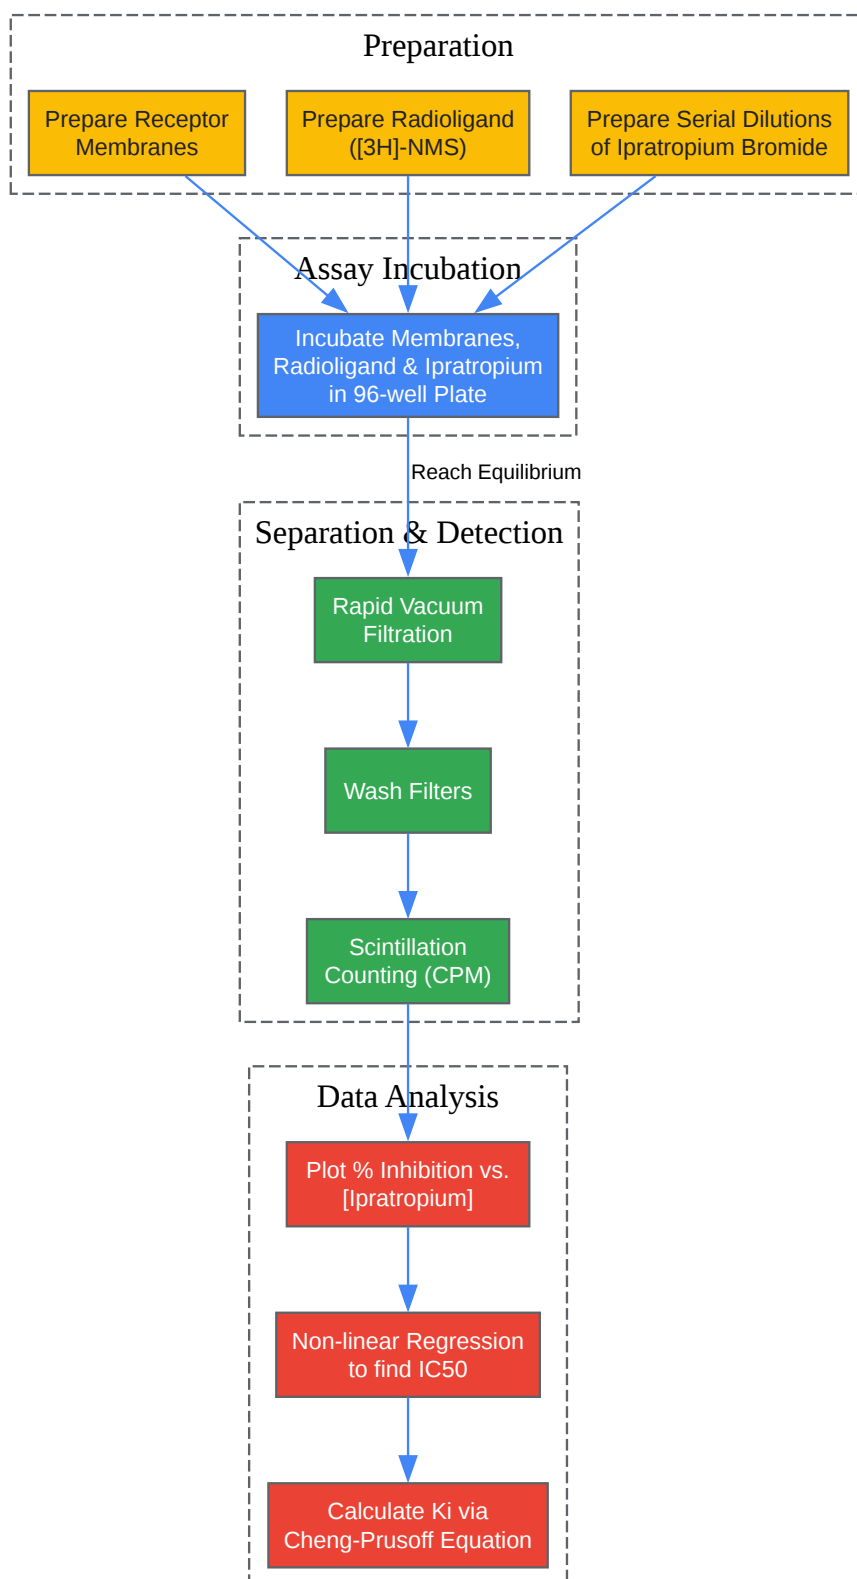 Preparation
Prepare Receptor
Membranes
Prepare Radioligand
([3H]-NMS)
Prepare Serial Dilutions
of Ipratropium Bromide
Assay Incubation
Incubate Membranes,
Radioligand & Ipratropium
in 96-well Plate
Reach Equilibrium
Separation & Detection
Rapid Vacuum
Filtration
Wash Filters
Scintillation
Counting (CPM)
Data Analysis
Plot % Inhibition vs.
[Ipratropium]
Non-linear Regression
to find IC50
Calculate Ki via
Cheng-Prusoff Equation